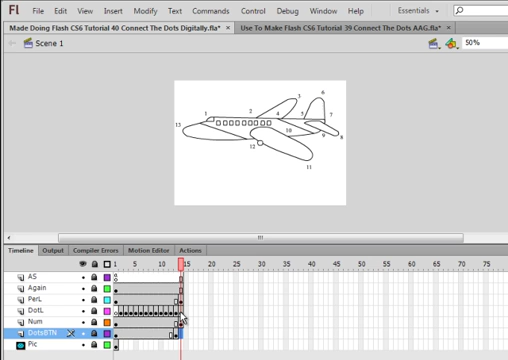 Fl File Edit View Insert Modify Text Commands Control Debug Window Help Essentials
Made Doing Flash CS6 Tutorial 40 Connect The Dots Digitally.fla* × Use To Make Flash CS6 Tutorial 39 Connect The Dots AAG.fla* ×
Scene 1 50%
1 2 3 4 5 6 7 8 9 10 11 12 13
Timeline Output Compiler Errors Motion Editor Actions
1 5 10 15 20 25 30 35 40 45 50 55 60 65 70 75
AS
Again
PerL
DotL
Num
DotsBTN
Pic